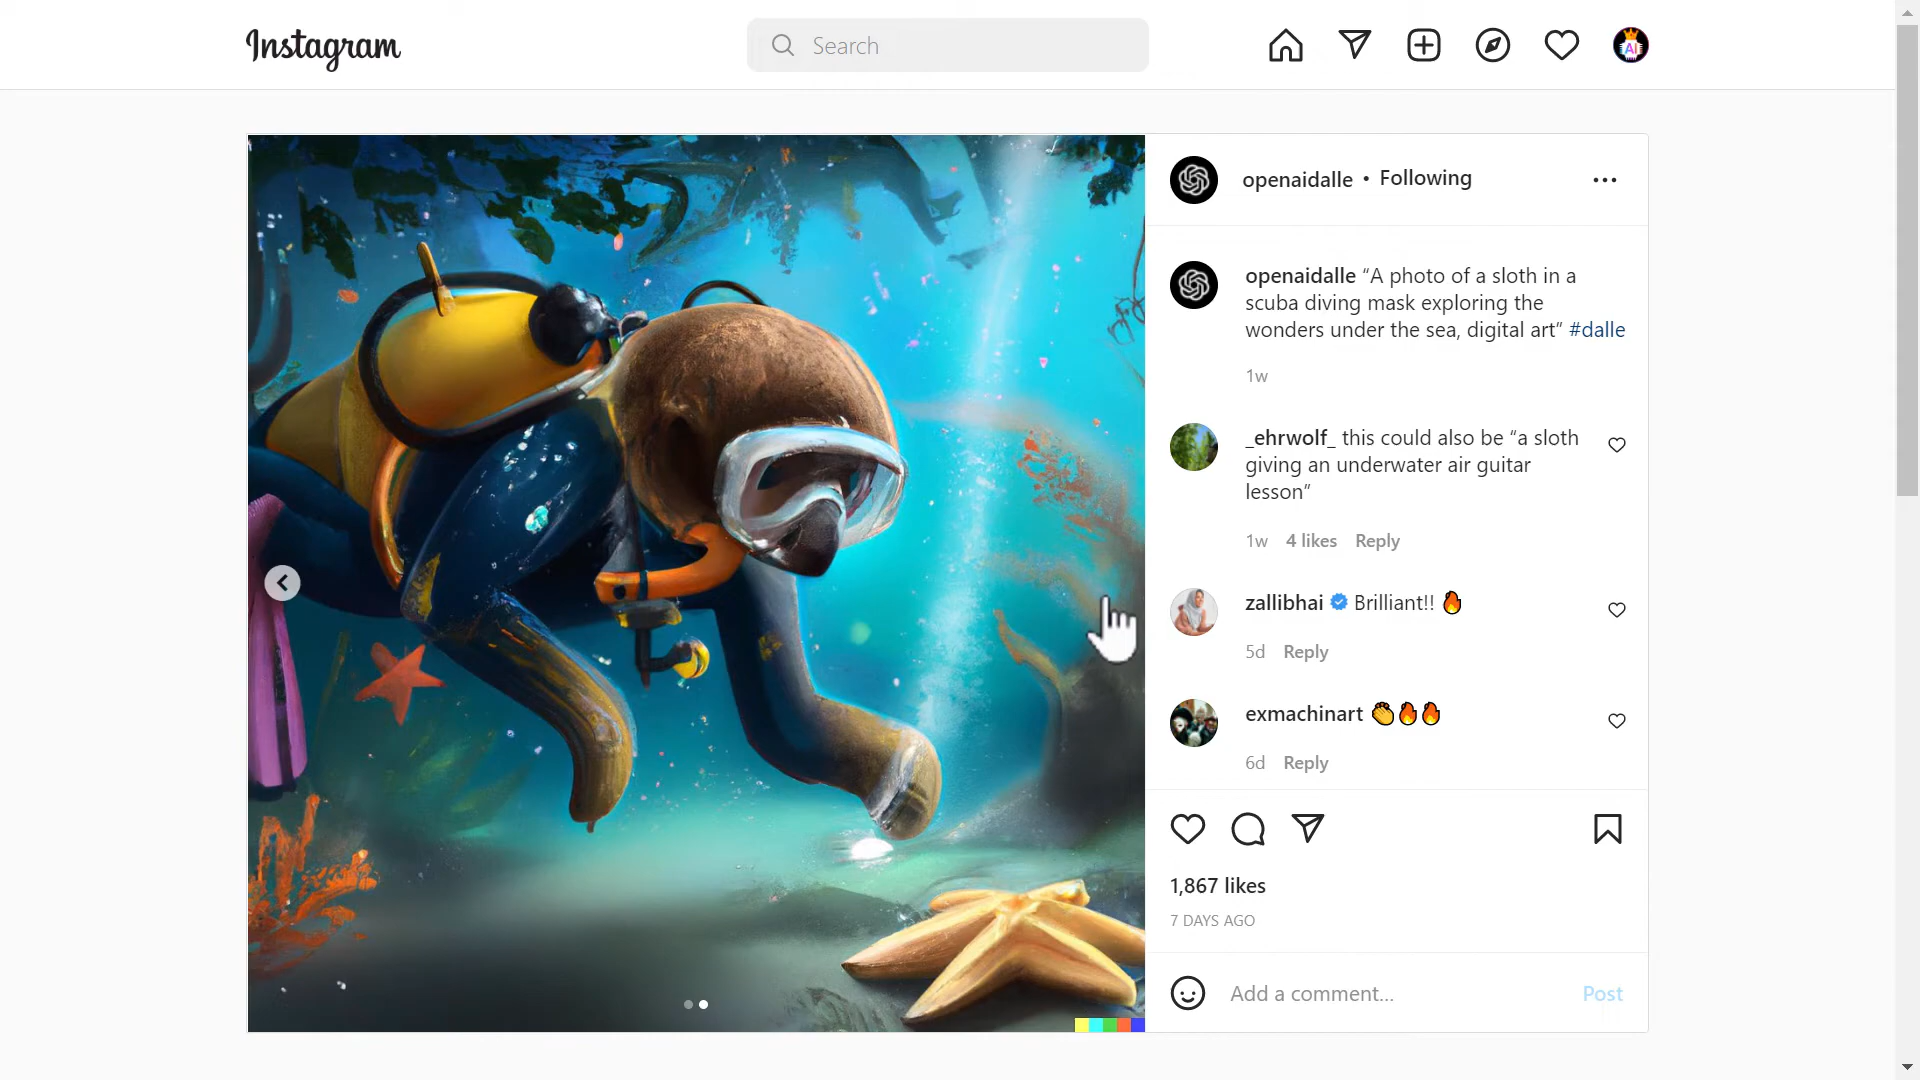 Instagram
Search
AI
openaidalle • Following
openaidalle “A photo of a sloth in a
scuba diving mask exploring the
wonders under the sea, digital art” #dalle
1w
_ehrwolf_ this could also be “a sloth
giving an underwater air guitar
lesson”
1w 4 likes Reply
zallibhai Brilliant!! 🔥
5d Reply
exmachinart 👏🔥🔥
6d Reply
1,867 likes
7 DAYS AGO
Add a comment... Post